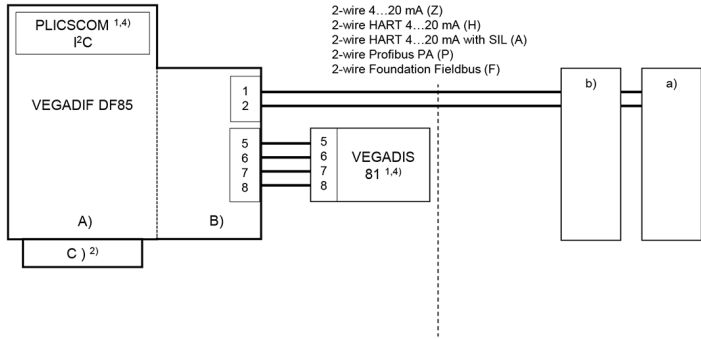 PLICSCOM 1,4)
I²C
VEGADIF DF85
A)
B)
C ) 2)
1
2
5
6
7
8
5
6
7
8
VEGADIS
81 1,4)
2-wire 4…20 mA (Z)
2-wire HART 4…20 mA (H)
2-wire HART 4…20 mA with SIL (A)
2-wire Profibus PA (P)
2-wire Foundation Fieldbus (F)
b)
a)